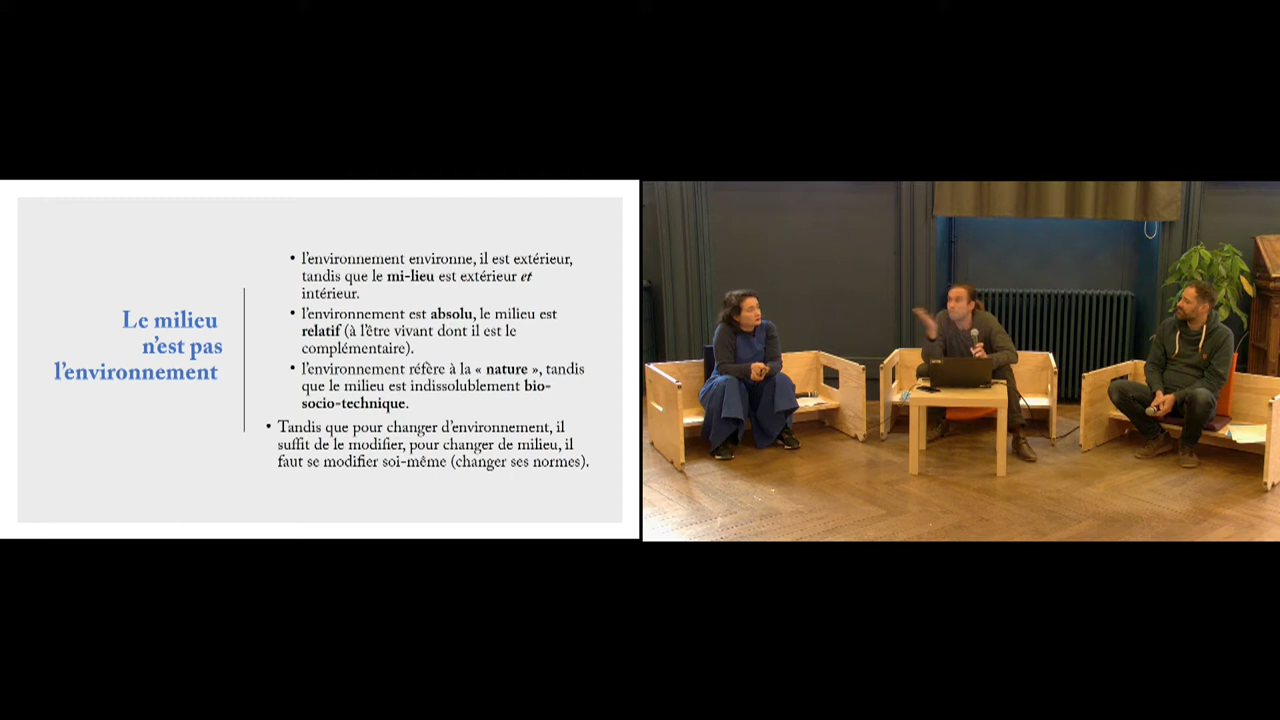 Le milieu
n'est pas
l'environnement
• l'environnement environne, il est extérieur,
tandis que le mi-lieu est extérieur et
intérieur.
• l'environnement est absolu, le milieu est
relatif (à l'être vivant dont il est le
complémentaire).
• l'environnement réfère à la « nature », tandis
que le milieu est indissolublement bio-
socio-technique.
• Tandis que pour changer d'environnement, il
suffit de le modifier, pour changer de milieu, il
faut se modifier soi-même (changer ses normes).